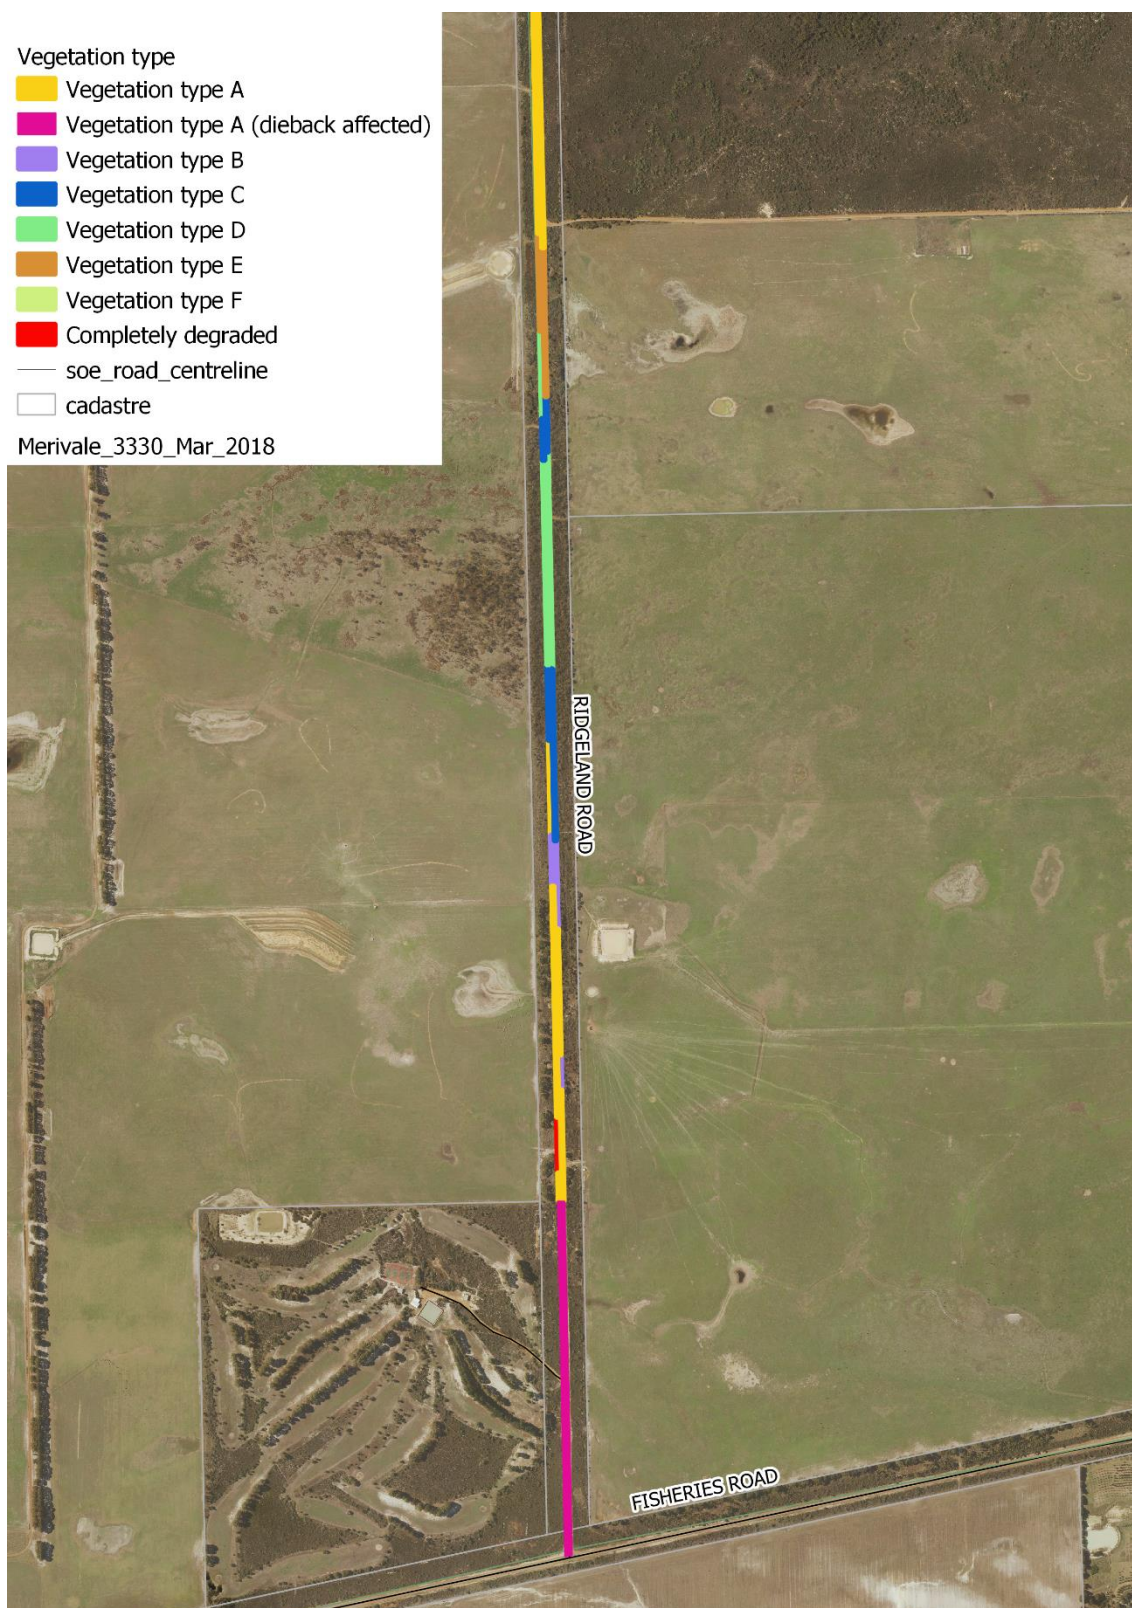 Vegetation type
Vegetation type A
Vegetation type A (dieback affected)
Vegetation type B
Vegetation type C
Vegetation type D
Vegetation type E
Vegetation type F
Completely degraded
soe_road_centreline
cadastre
Merivale_3330_Mar_2018
RIDGELAND ROAD
FISHERIES ROAD